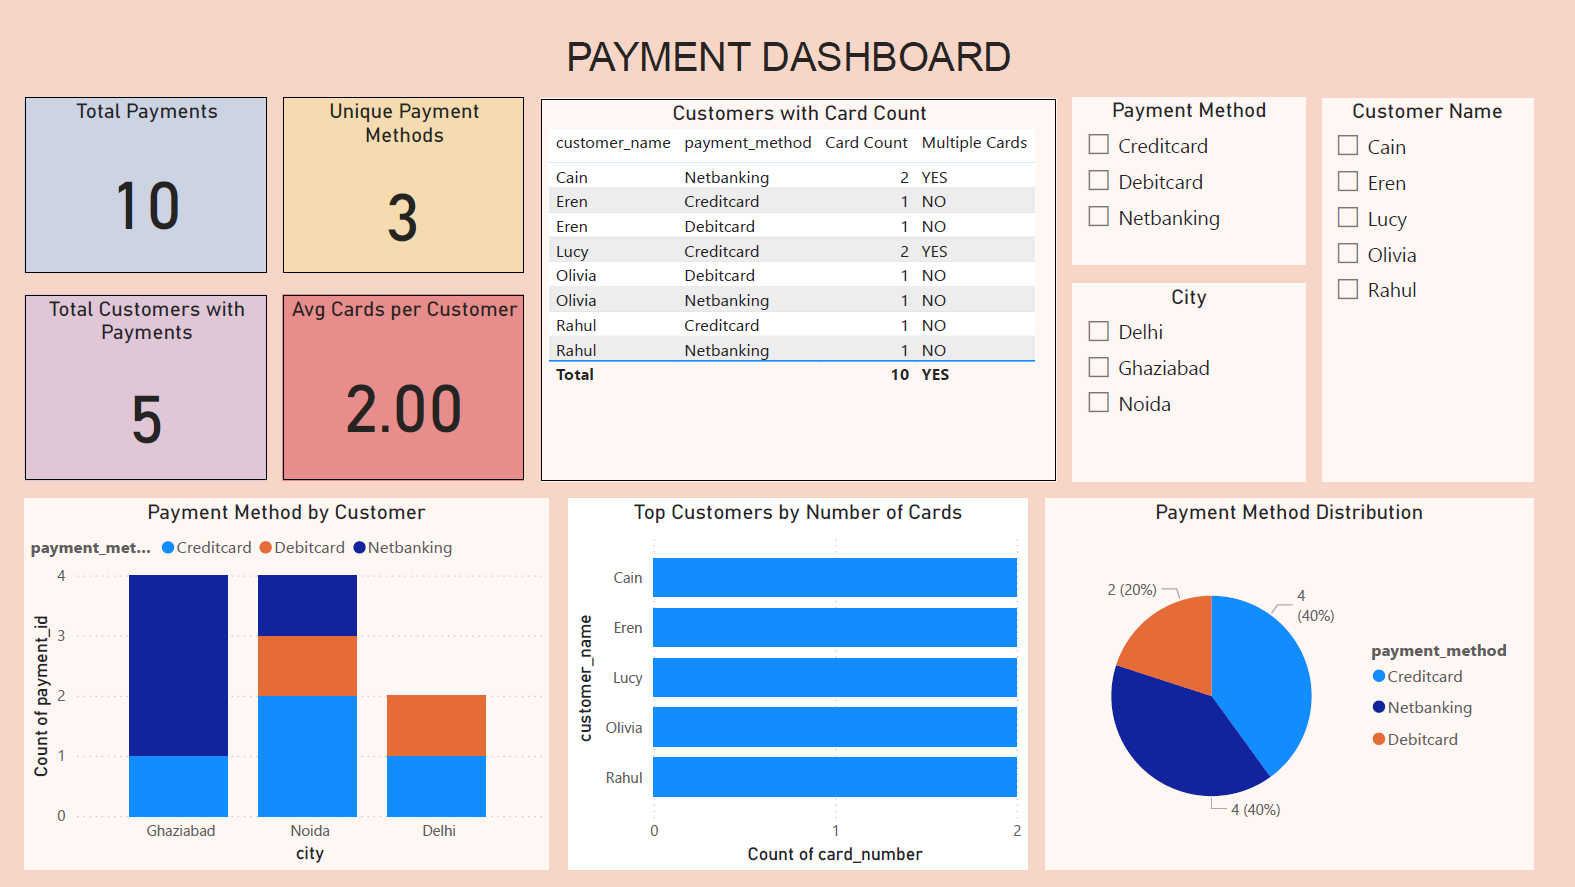 PAYMENT DASHBOARD
Total Payments
10
Unique Payment
Methods
3
Total Customers with
Payments
5
Avg Cards per Customer
2.00
Customers with Card Count
customer_name payment_method Card Count Multiple Cards
Cain Netbanking 2 YES
Eren Creditcard 1 NO
Eren Debitcard 1 NO
Lucy Creditcard 2 YES
Olivia Debitcard 1 NO
Olivia Netbanking 1 NO
Rahul Creditcard 1 NO
Rahul Netbanking 1 NO
Total 10 YES
Payment Method
Creditcard
Debitcard
Netbanking
City
Delhi
Ghaziabad
Noida
Customer Name
Cain
Eren
Lucy
Olivia
Rahul
Payment Method by Customer
payment_met... Creditcard Debitcard Netbanking
Count of payment_id
4
3
2
1
0
Ghaziabad Noida Delhi
city
Top Customers by Number of Cards
customer_name
Cain
Eren
Lucy
Olivia
Rahul
0 1 2
Count of card_number
Payment Method Distribution
2 (20%)
4
(40%)
4 (40%)
payment_method
Creditcard
Netbanking
Debitcard